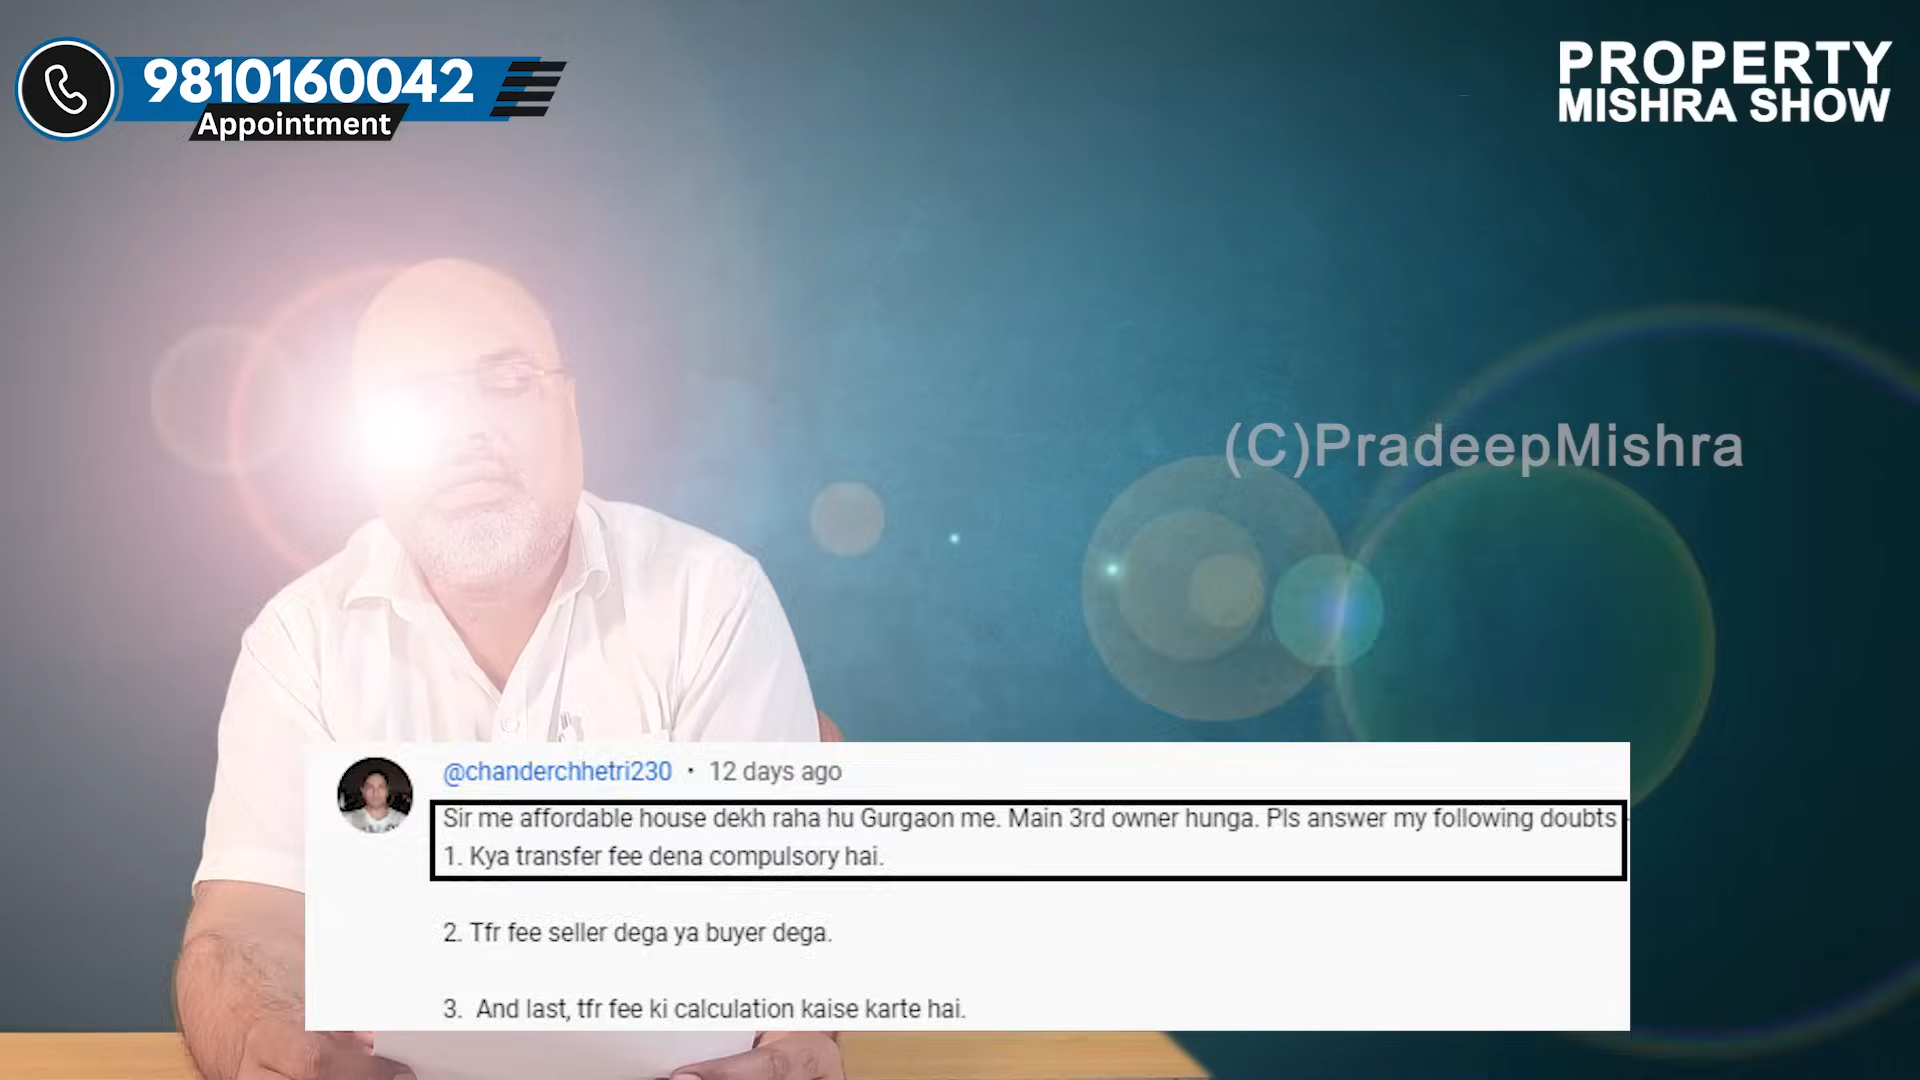 9810160042
Appointment
PROPERTY
MISHRA SHOW
(C)PradeepMishra
@chanderchhetri230 • 12 days ago
Sir me affordable house dekh raha hu Gurgaon me. Main 3rd owner hunga. Pls answer my following doubts
1. Kya transfer fee dena compulsory hai.
2. Tfr fee seller dega ya buyer dega.
3. And last, tfr fee ki calculation kaise karte hai.